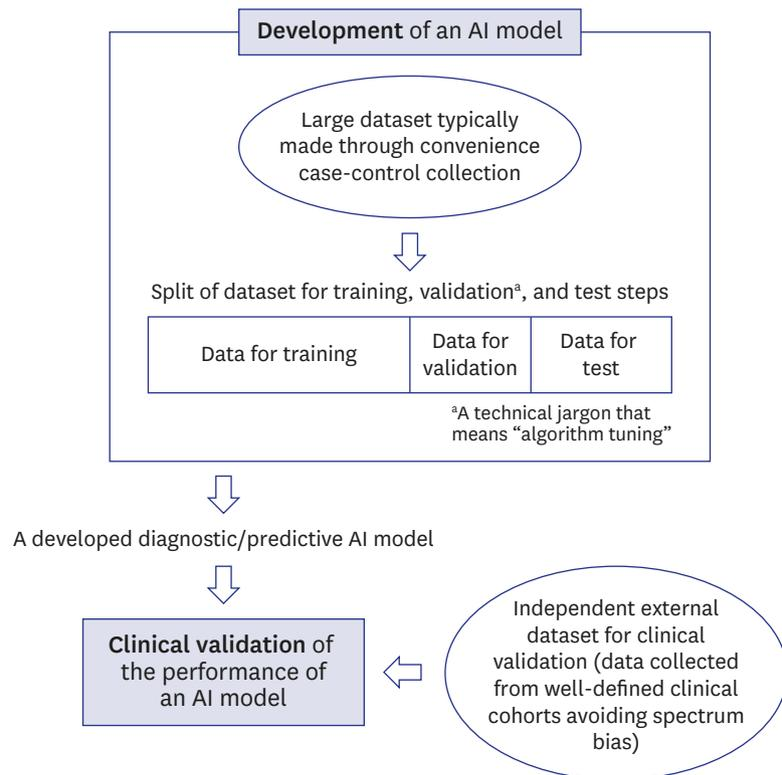 Development of an AI model
Large dataset typically
made through convenience
case-control collection
Split of dataset for training, validationᵃ, and test steps
Data for training
Data for
validation
Data for
test
ᵃA technical jargon that
means “algorithm tuning”
A developed diagnostic/predictive AI model
Clinical validation of
the performance of
an AI model
Independent external
dataset for clinical
validation (data collected
from well-defined clinical
cohorts avoiding spectrum
bias)